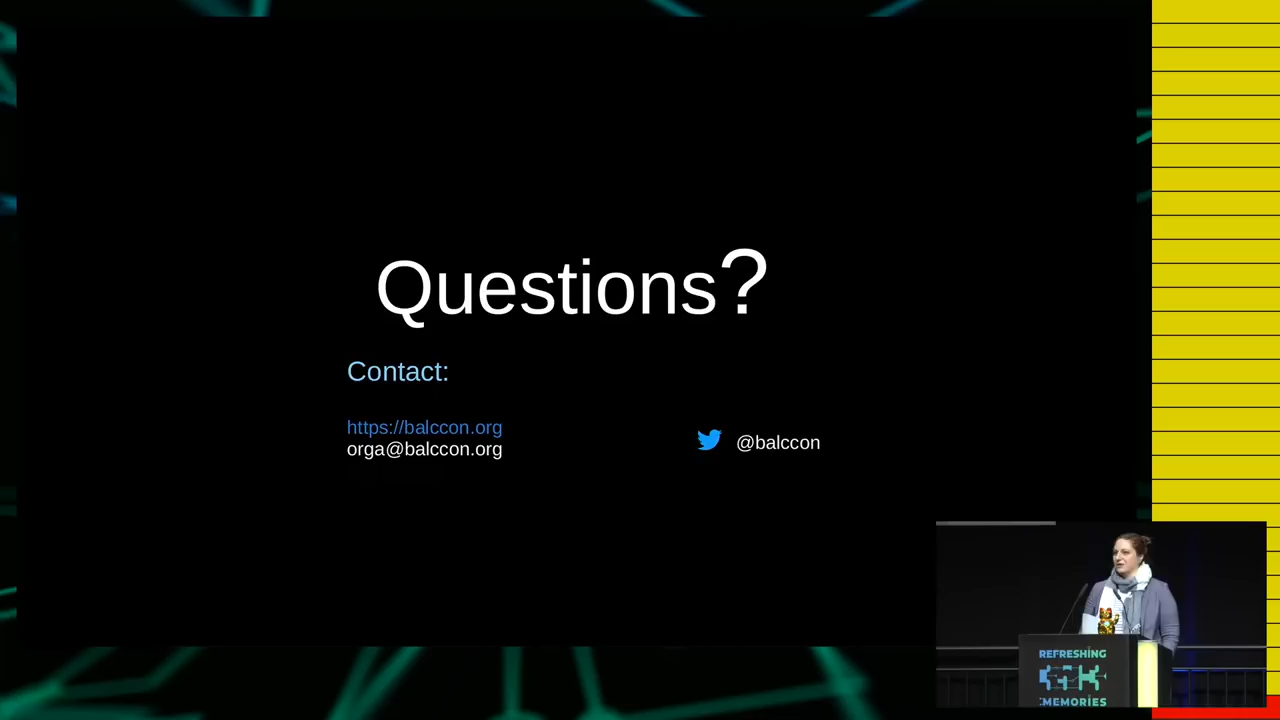 Questions?
Contact:
https://balccon.org
orga@balccon.org
@balccon
REFRESHING
MEMORIES